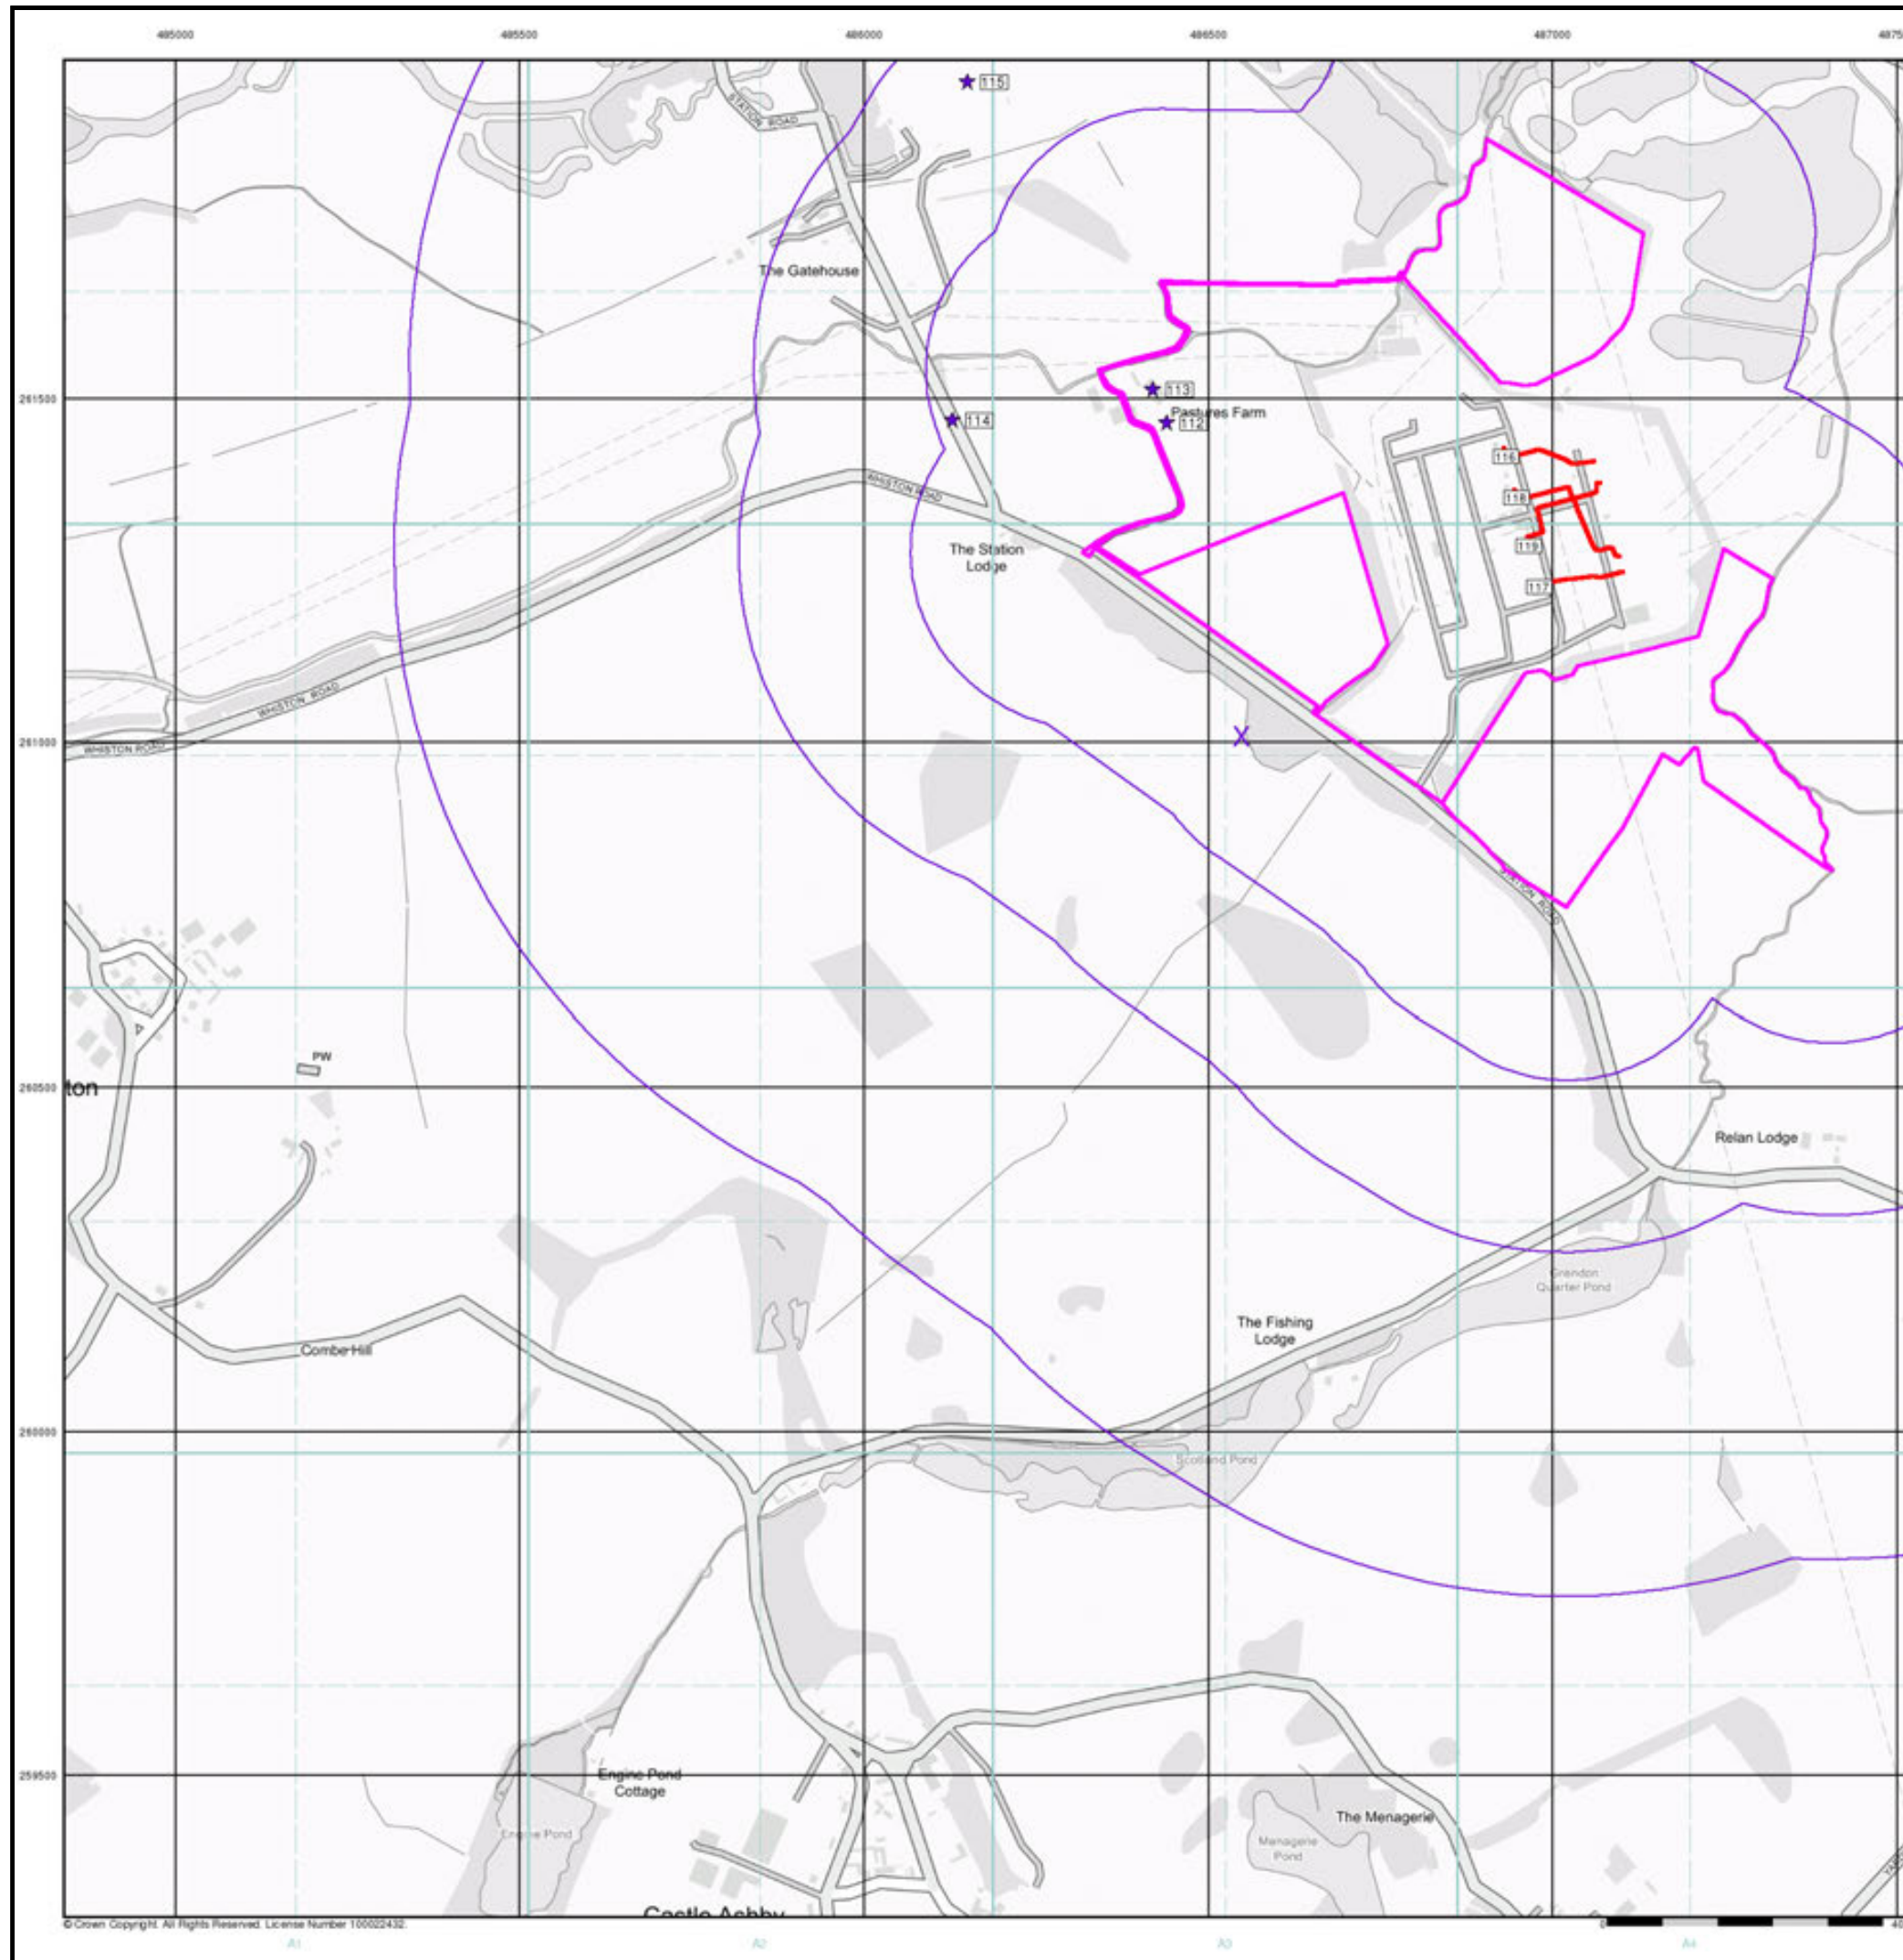 485000 485500 486000 486500 487000 4875
115
STATION ROAD
The Gatehouse
113
261500
Pastures Farm
114
112
116
WHISTON ROAD
118
The Station
Lodge
119
117
WHISTON ROAD
261000
WHISTON ROAD
X
STATION ROAD
PW
260500
ton
Relan Lodge
Grendon
Quarter Pond
The Fishing
Lodge
Combe Hill
260000
Scotland Pond
259500
Engine Pond
Cottage
The Menagerie
Engine Pond
Menagerie
Pond
Castle Ashby
© Crown Copyright. All Rights Reserved. License Number 100022432.
0 40
A1 A2 A3 A4